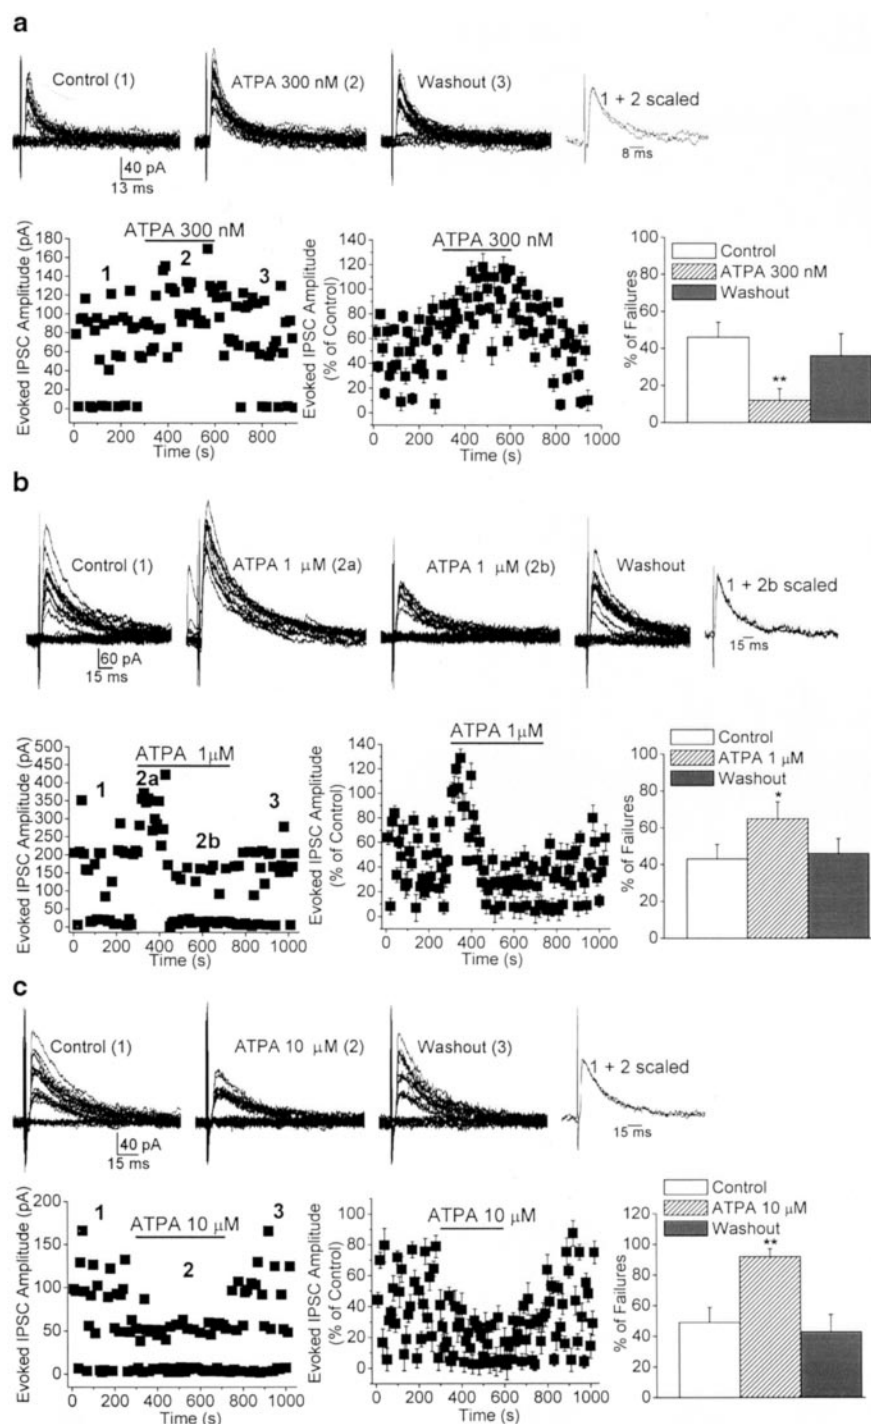 a
Control (1)
ATPA 300 nM (2)
Washout (3)
1 + 2 scaled
40 pA
13 ms
8 ms
ATPA 300 nM
1
2
3
Evoked IPSC Amplitude (pA)
180
160
140
120
100
80
60
40
20
0
0 200 400 600 800
Time (s)
ATPA 300 nM
Evoked IPSC Amplitude
(% of Control)
140
120
100
80
60
40
20
0
0 200 400 600 800 1000
Time (s)
Control
ATPA 300 nM
Washout
% of Failures
100
80
60
40
20
0
**
b
Control (1)
ATPA 1 μM (2a)
ATPA 1 μM (2b)
Washout
1 + 2b scaled
60 pA
15 ms
15 ms
ATPA 1μM
1
2a
2b
3
Evoked IPSC Amplitude (pA)
500
450
400
350
300
250
200
150
100
50
0
0 200 400 600 800 1000
Time (s)
ATPA 1μM
Evoked IPSC Amplitude
(% of Control)
140
120
100
80
60
40
20
0
0 200 400 600 800 1000
Time (s)
Control
ATPA 1 μM
Washout
% of Failures
100
80
60
40
20
0
*
c
Control (1)
ATPA 10 μM (2)
Washout (3)
1 + 2 scaled
40 pA
15 ms
15 ms
1
ATPA 10 μM
2
3
Evoked IPSC Amplitude (pA)
200
150
100
50
0
0 200 400 600 800 1000
Time (s)
ATPA 10 μM
Evoked IPSC Amplitude
(% of Control)
100
80
60
40
20
0
0 200 400 600 800 1000
Time (s)
Control
ATPA 10 μM
Washout
% of Failures
120
100
80
60
40
20
0
**